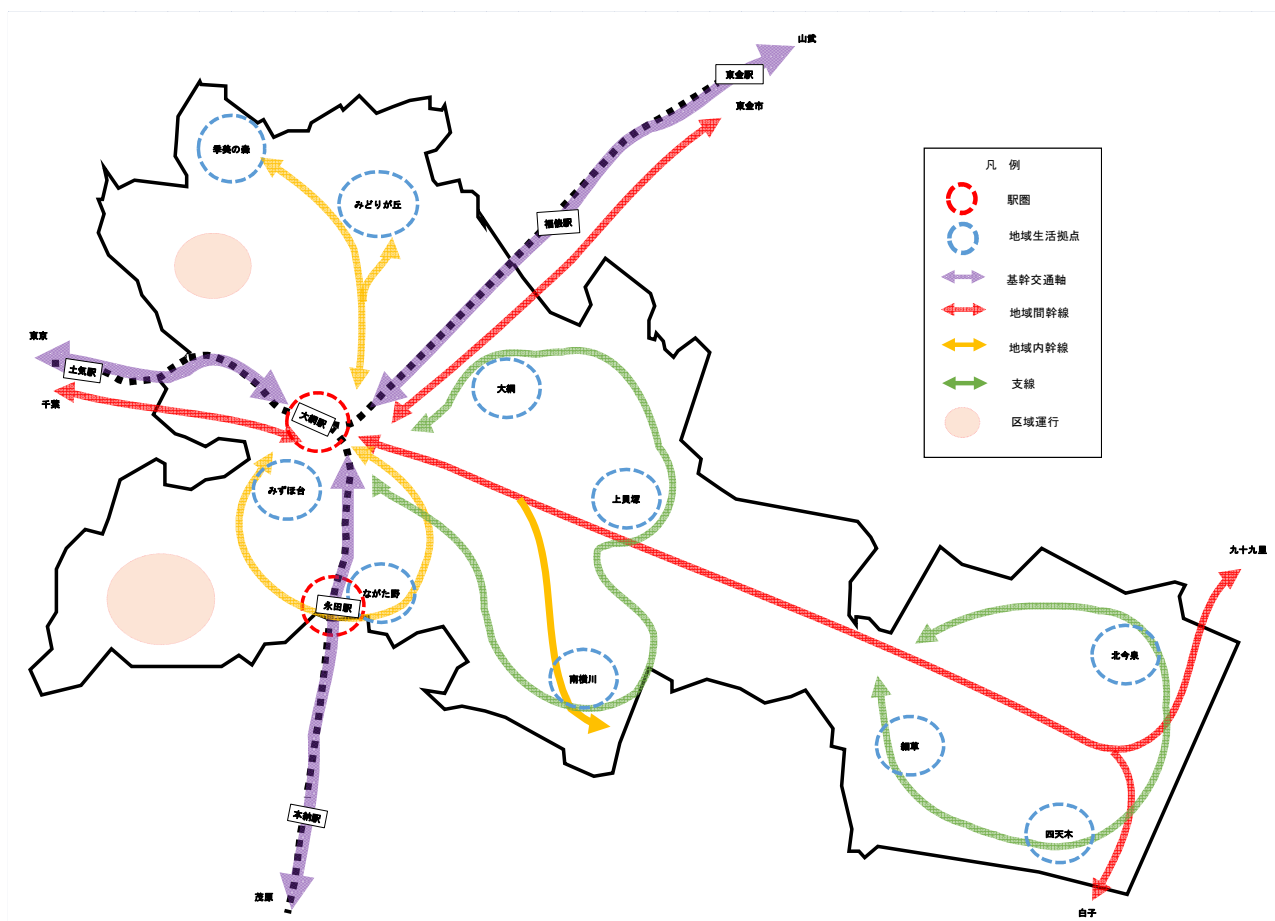 山武
東金駅
東金市
季美の森
みどりが丘
福俵駅
東京
土気駅
千葉
大網駅
大網
みずほ台
上貝塚
永田駅
ながた野
南横川
九十九里
北今泉
細草
四天木
本納駅
茂原
白子
凡 例
駅圏
地域生活拠点
基幹交通軸
地域間幹線
地域内幹線
支線
区域運行